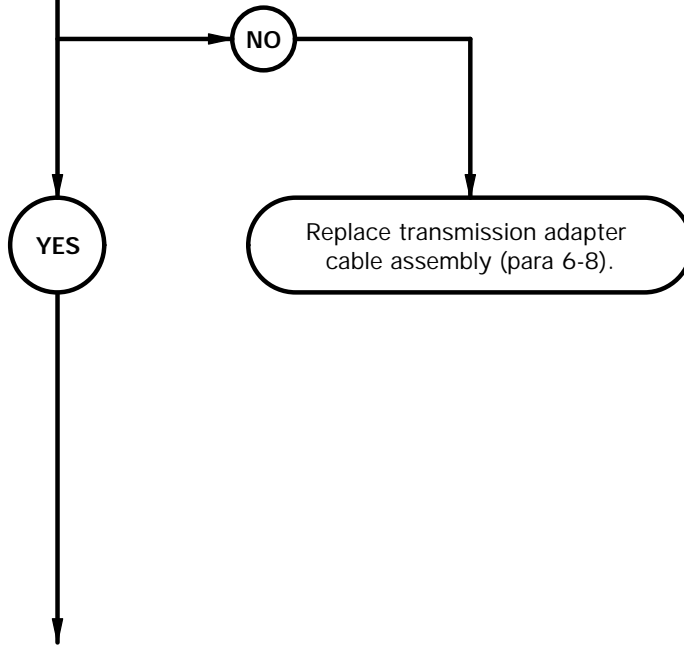 NO
YES
Replace transmission adapter
cable assembly (para 6-8).